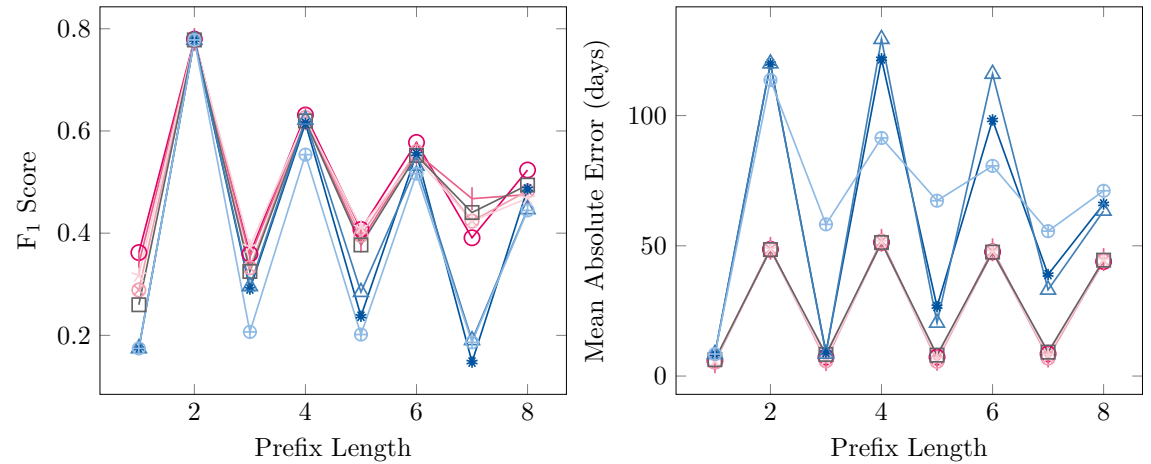 0.8
0.6
0.4
0.2
F1 Score
2 4 6 8
Prefix Length
100
50
0
Mean Absolute Error (days)
2 4 6 8
Prefix Length